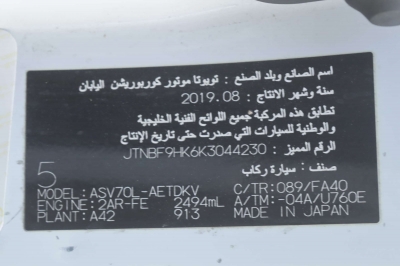 اسم الصانع وبلد الصنع : تويوتا موتور كوربوريشن اليابان
سنة وشهر الانتاج : 2019.08
تطابق هذه المركبة جميع اللوائح الفنية الخليجية
والوطنية للسيارات التي صدرت حتى تاريخ الإنتاج
الرقم المميز : JTNBF9HK6K3044230
صنف : سيارة ركاب
5
MODEL:ASV70L-AETDKV C/TR:089/FA40
ENGINE:2AR-FE 2494mL A/TM:-04A/U760E
PLANT:A42 913 MADE IN JAPAN